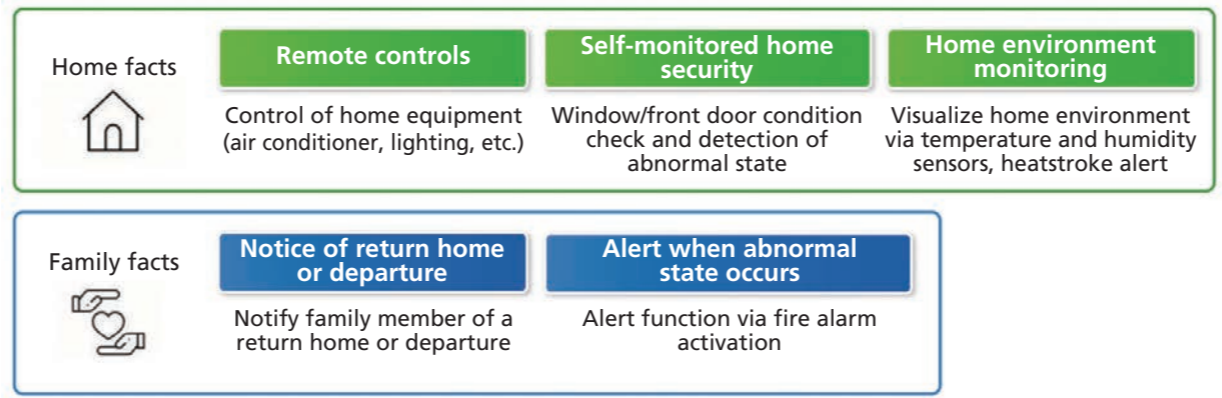 Home facts
Remote controls
Control of home equipment
(air conditioner, lighting, etc.)
Self-monitored home
security
Window/front door condition
check and detection of
abnormal state
Home environment
monitoring
Visualize home environment
via temperature and humidity
sensors, heatstroke alert
Family facts
Notice of return home
or departure
Notify family member of a
return home or departure
Alert when abnormal
state occurs
Alert function via fire alarm
activation